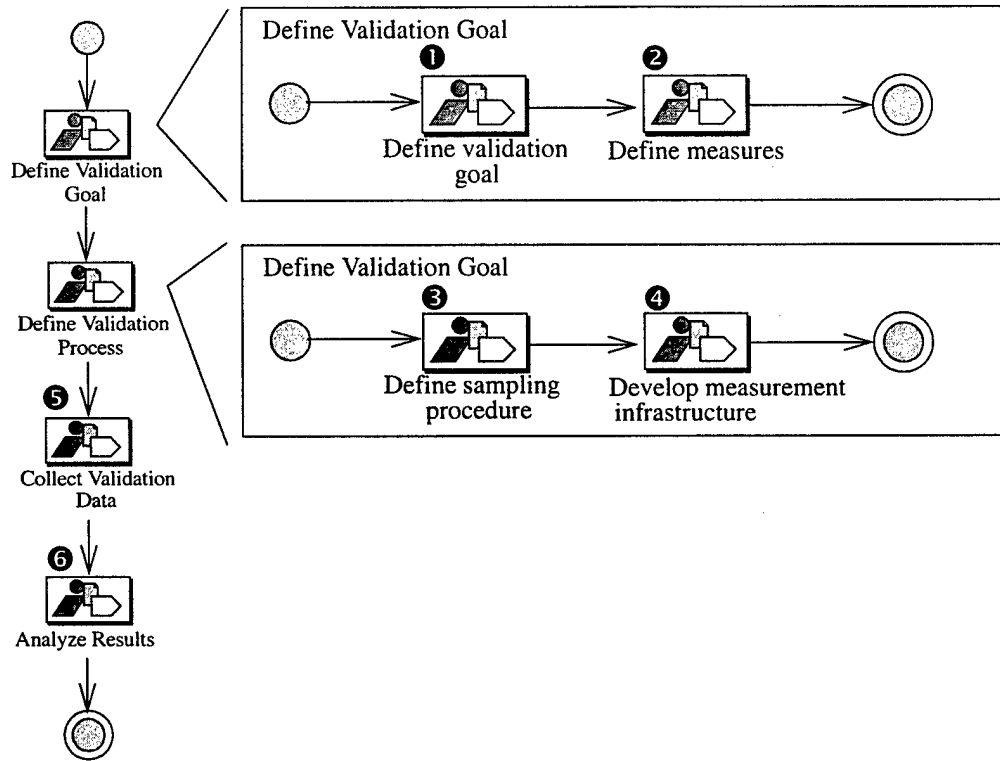 Define Validation
Goal
Define Validation
Process
❺
Collect Validation
Data
❻
Analyze Results
Define Validation Goal
❶
❷
Define validation
goal
Define measures
Define Validation Goal
❸
❹
Define sampling
procedure
Develop measurement
infrastructure